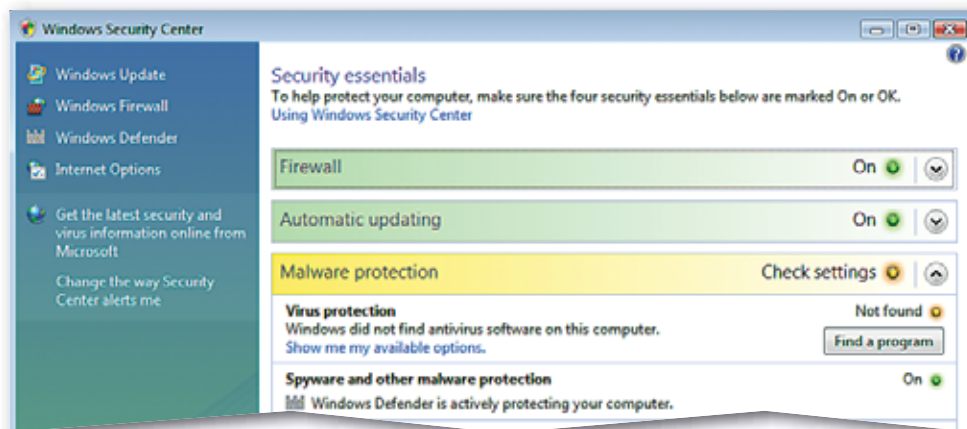 Windows Security Center
Windows Update
Windows Firewall
Windows Defender
Internet Options
Get the latest security and
virus information online from
Microsoft
Change the way Security
Center alerts me
Security essentials
To help protect your computer, make sure the four security essentials below are marked On or OK.
Using Windows Security Center
Firewall On
Automatic updating On
Malware protection Check settings
Virus protection Not found
Windows did not find antivirus software on this computer.
Show me my available options. Find a program
Spyware and other malware protection On
Windows Defender is actively protecting your computer.